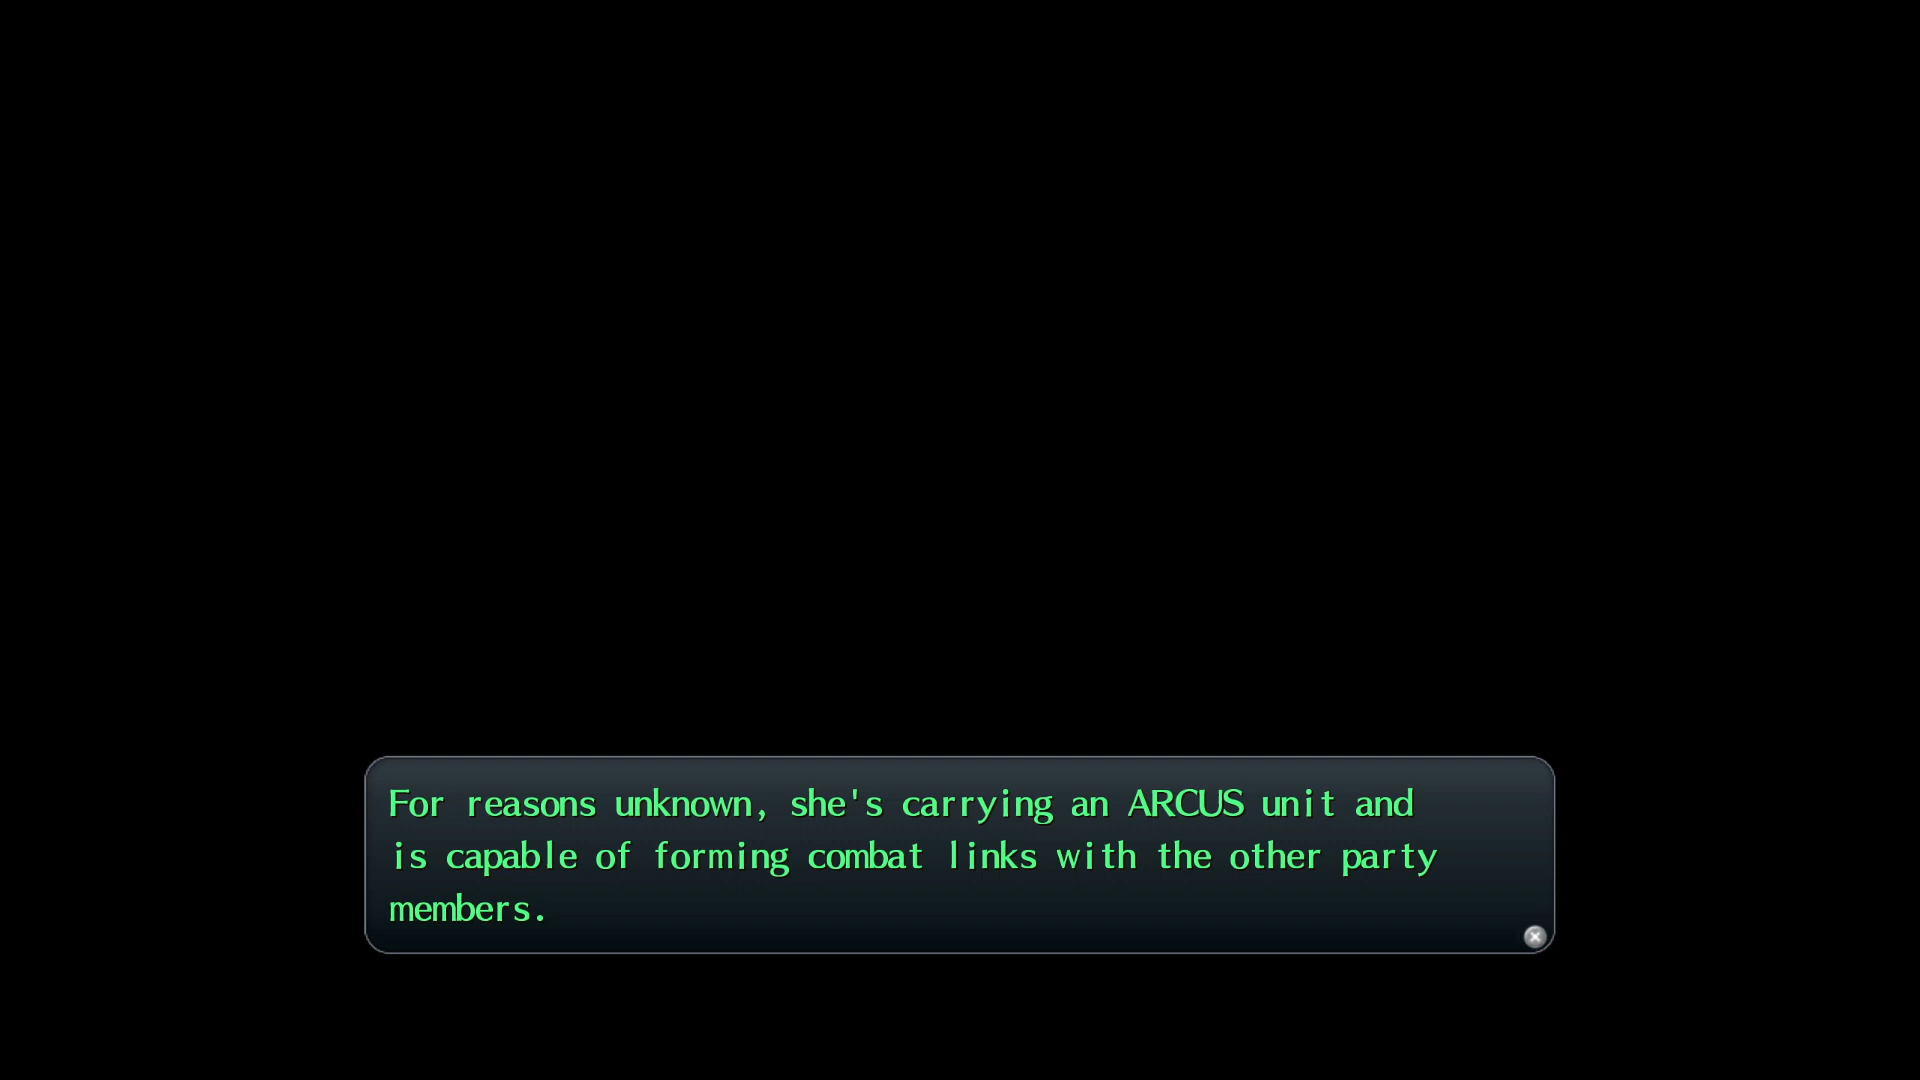 For reasons unknown, she's carrying an ARCUS unit and
is capable of forming combat links with the other party
members.